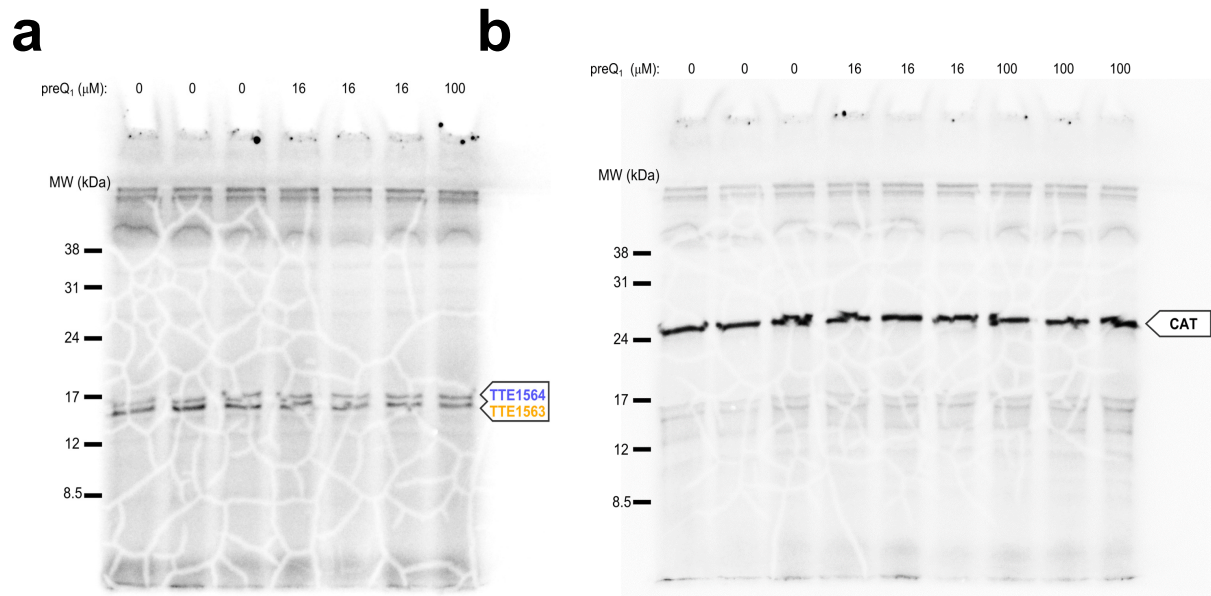 a
preQ₁ (μM): 0 0 0 16 16 16 100
MW (kDa)
38
31
24
17
12
8.5
TTE1564
TTE1563
b
preQ₁ (μM): 0 0 0 16 16 16 100 100 100
MW (kDa)
38
31
24
17
12
8.5
CAT